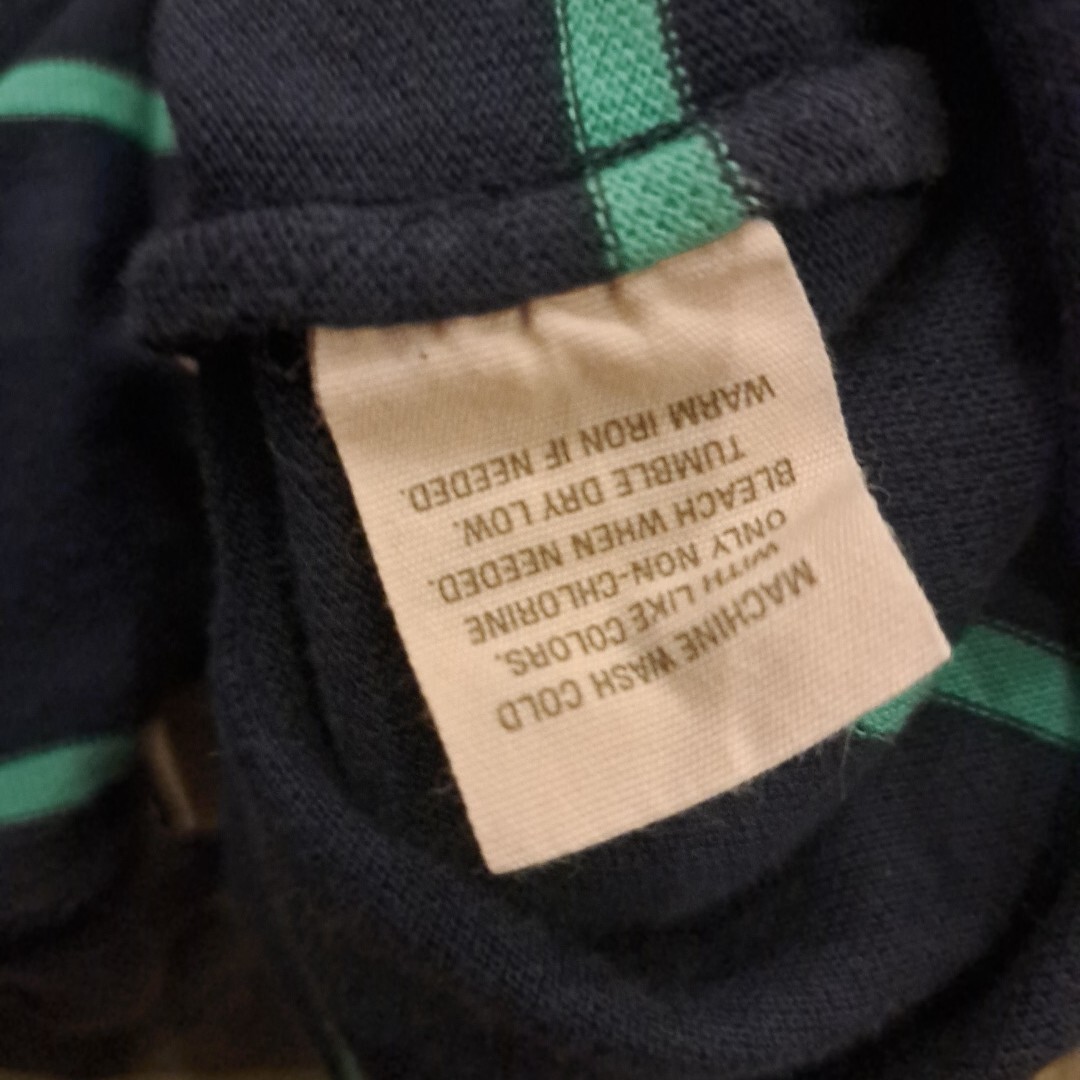 MACHINE WASH COLD
WITH LIKE COLORS.
ONLY NON-CHLORINE
BLEACH WHEN NEEDED.
TUMBLE DRY LOW.
WARM IRON IF NEEDED.